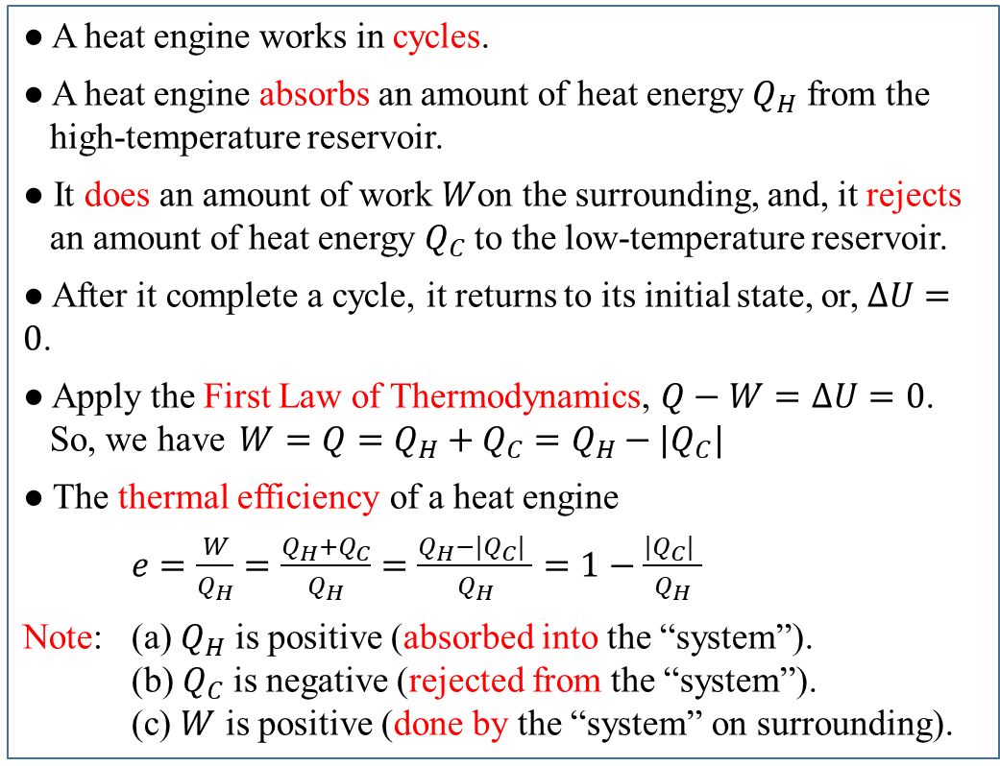 ● A heat engine works in cycles.
● A heat engine absorbs an amount of heat energy Q_H from the
high-temperature reservoir.
● It does an amount of work W on the surrounding, and, it rejects
an amount of heat energy Q_C to the low-temperature reservoir.
● After it complete a cycle, it returns to its initial state, or, ΔU =
0.
● Apply the First Law of Thermodynamics, Q − W = ΔU = 0.
So, we have W = Q = Q_H + Q_C = Q_H − |Q_C|
● The thermal efficiency of a heat engine
e = W/Q_H = (Q_H+Q_C)/Q_H = (Q_H−|Q_C|)/Q_H = 1 − |Q_C|/Q_H
Note: (a) Q_H is positive (absorbed into the “system”).
(b) Q_C is negative (rejected from the “system”).
(c) W is positive (done by the “system” on surrounding).